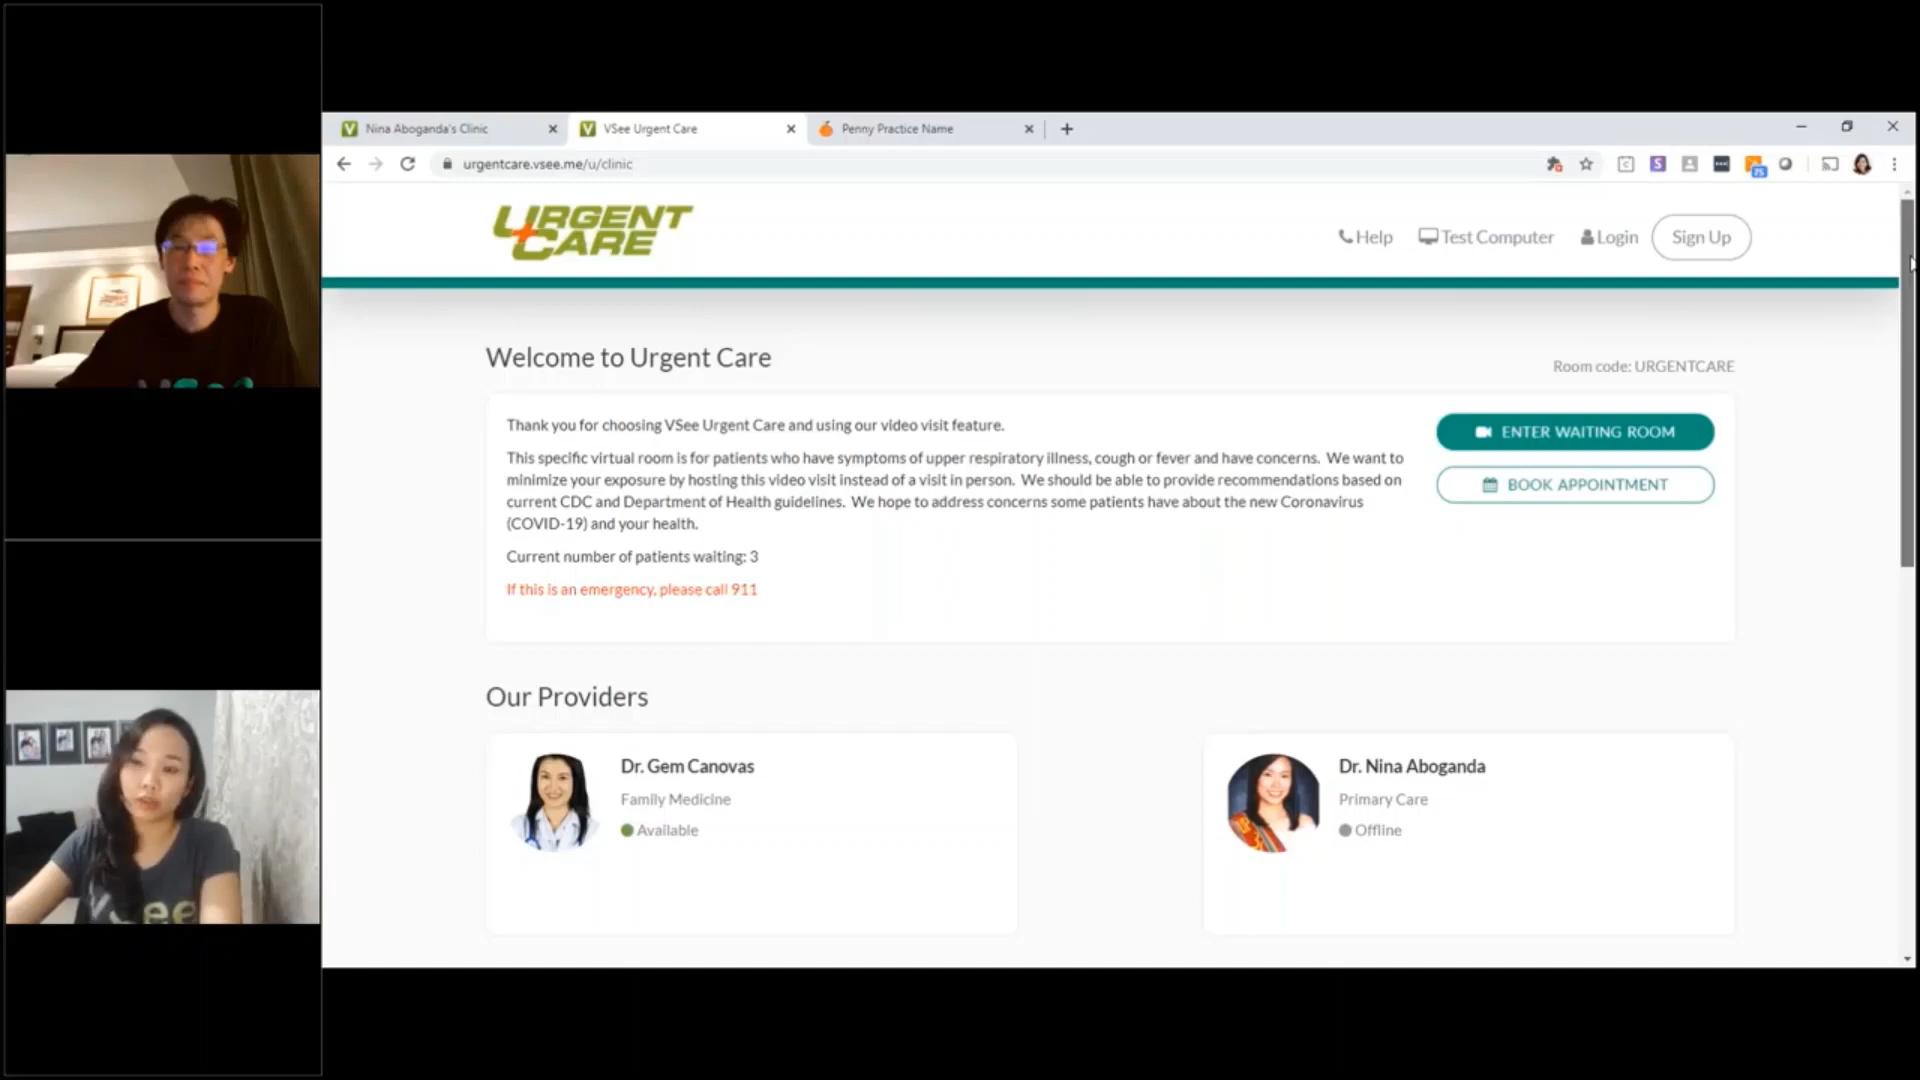 Nina Aboganda's Clinic
VSee Urgent Care
Penny Practice Name
urgentcare.vsee.me/u/clinic
75
URGENT
CARE
Help
Test Computer
Login
Sign Up
Welcome to Urgent Care
Room code: URGENTCARE
Thank you for choosing VSee Urgent Care and using our video visit feature.
This specific virtual room is for patients who have symptoms of upper respiratory illness, cough or fever and have concerns. We want to
minimize your exposure by hosting this video visit instead of a visit in person. We should be able to provide recommendations based on
current CDC and Department of Health guidelines. We hope to address concerns some patients have about the new Coronavirus
(COVID-19) and your health.
Current number of patients waiting: 3
If this is an emergency, please call 911
ENTER WAITING ROOM
BOOK APPOINTMENT
Our Providers
Dr. Gem Canovas
Family Medicine
Available
Dr. Nina Aboganda
Primary Care
Offline